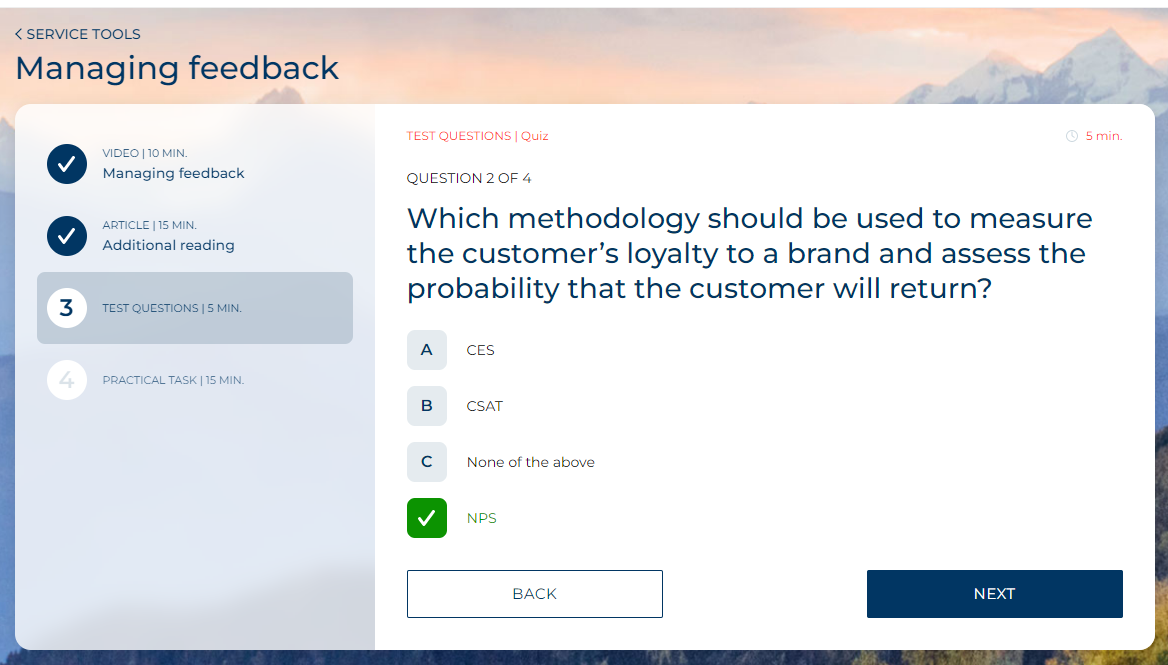 SERVICE TOOLS
Managing feedback
VIDEO | 10 MIN.
Managing feedback
ARTICLE | 15 MIN.
Additional reading
3
TEST QUESTIONS | 5 MIN.
4
PRACTICAL TASK | 15 MIN.
TEST QUESTIONS | Quiz
5 min.
QUESTION 2 OF 4
Which methodology should be used to measure
the customer’s loyalty to a brand and assess the
probability that the customer will return?
A CES
B CSAT
C None of the above
NPS
BACK
NEXT